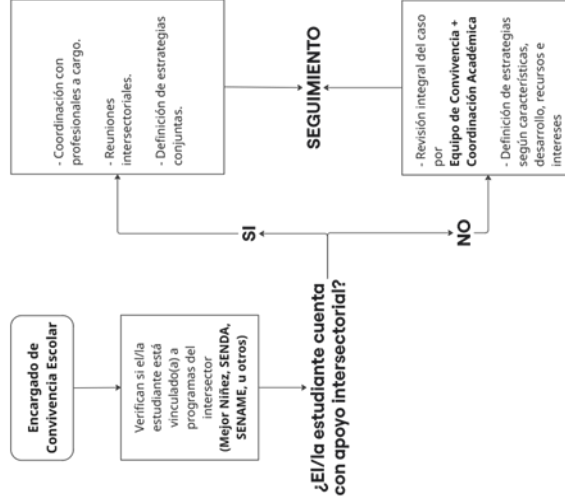 Encargado de
Convivencia Escolar
Verifican si el/la
estudiante está
vinculado(a) a
programas del
intersector
(Mejor Niñez, SENDA,
SENAME, u otros)
¿El/la estudiante cuenta
con apoyo intersectorial?
SI
- Coordinación con
profesionales a cargo.
- Reuniones
intersectoriales.
- Definición de estrategias
conjuntas.
NO
- Revisión integral del caso
por
Equipo de Convivencia +
Coordinación Académica
- Definición de estrategias
según características,
desarrollo, recursos e
intereses
SEGUIMIENTO